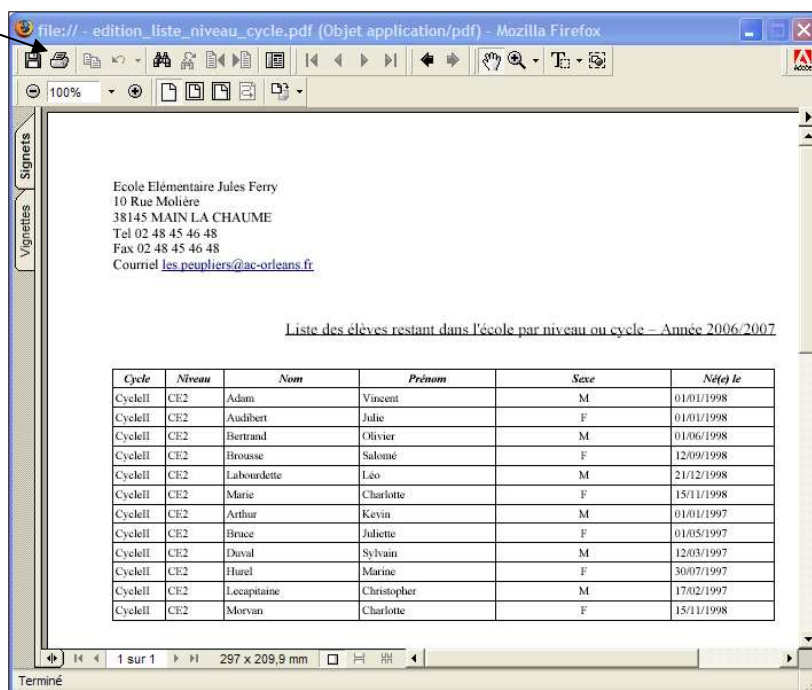 file:// - edition_liste_niveau_cycle.pdf (Objet application/pdf) - Mozilla Firefox
Adobe
100%
Signets
Vignettes
Ecole Elémentaire Jules Ferry
10 Rue Molière
38145 MAIN LA CHAUME
Tel 02 48 45 46 48
Fax 02 48 45 46 48
Courriel les.peupliers@ac-orleans.fr
Liste des élèves restant dans l'école par niveau ou cycle – Année 2006/2007
Cycle Niveau Nom Prénom Sexe Né(e) le
CycleII CE2 Adam Vincent M 01/01/1998
CycleII CE2 Audibert Julie F 01/01/1998
CycleII CE2 Bertrand Olivier M 01/06/1998
CycleII CE2 Brousse Salomé F 12/09/1998
CycleII CE2 Labourdette Léo M 21/12/1998
CycleII CE2 Marie Charlotte F 15/11/1998
CycleII CE2 Arthur Kevin M 01/01/1997
CycleII CE2 Bruce Juliette F 01/05/1997
CycleII CE2 Duval Sylvain M 12/03/1997
CycleII CE2 Hurel Marine F 30/07/1997
CycleII CE2 Lecapitaine Christopher M 17/02/1997
CycleII CE2 Morvan Charlotte F 15/11/1998
1 sur 1 297 x 209,9 mm
Terminé